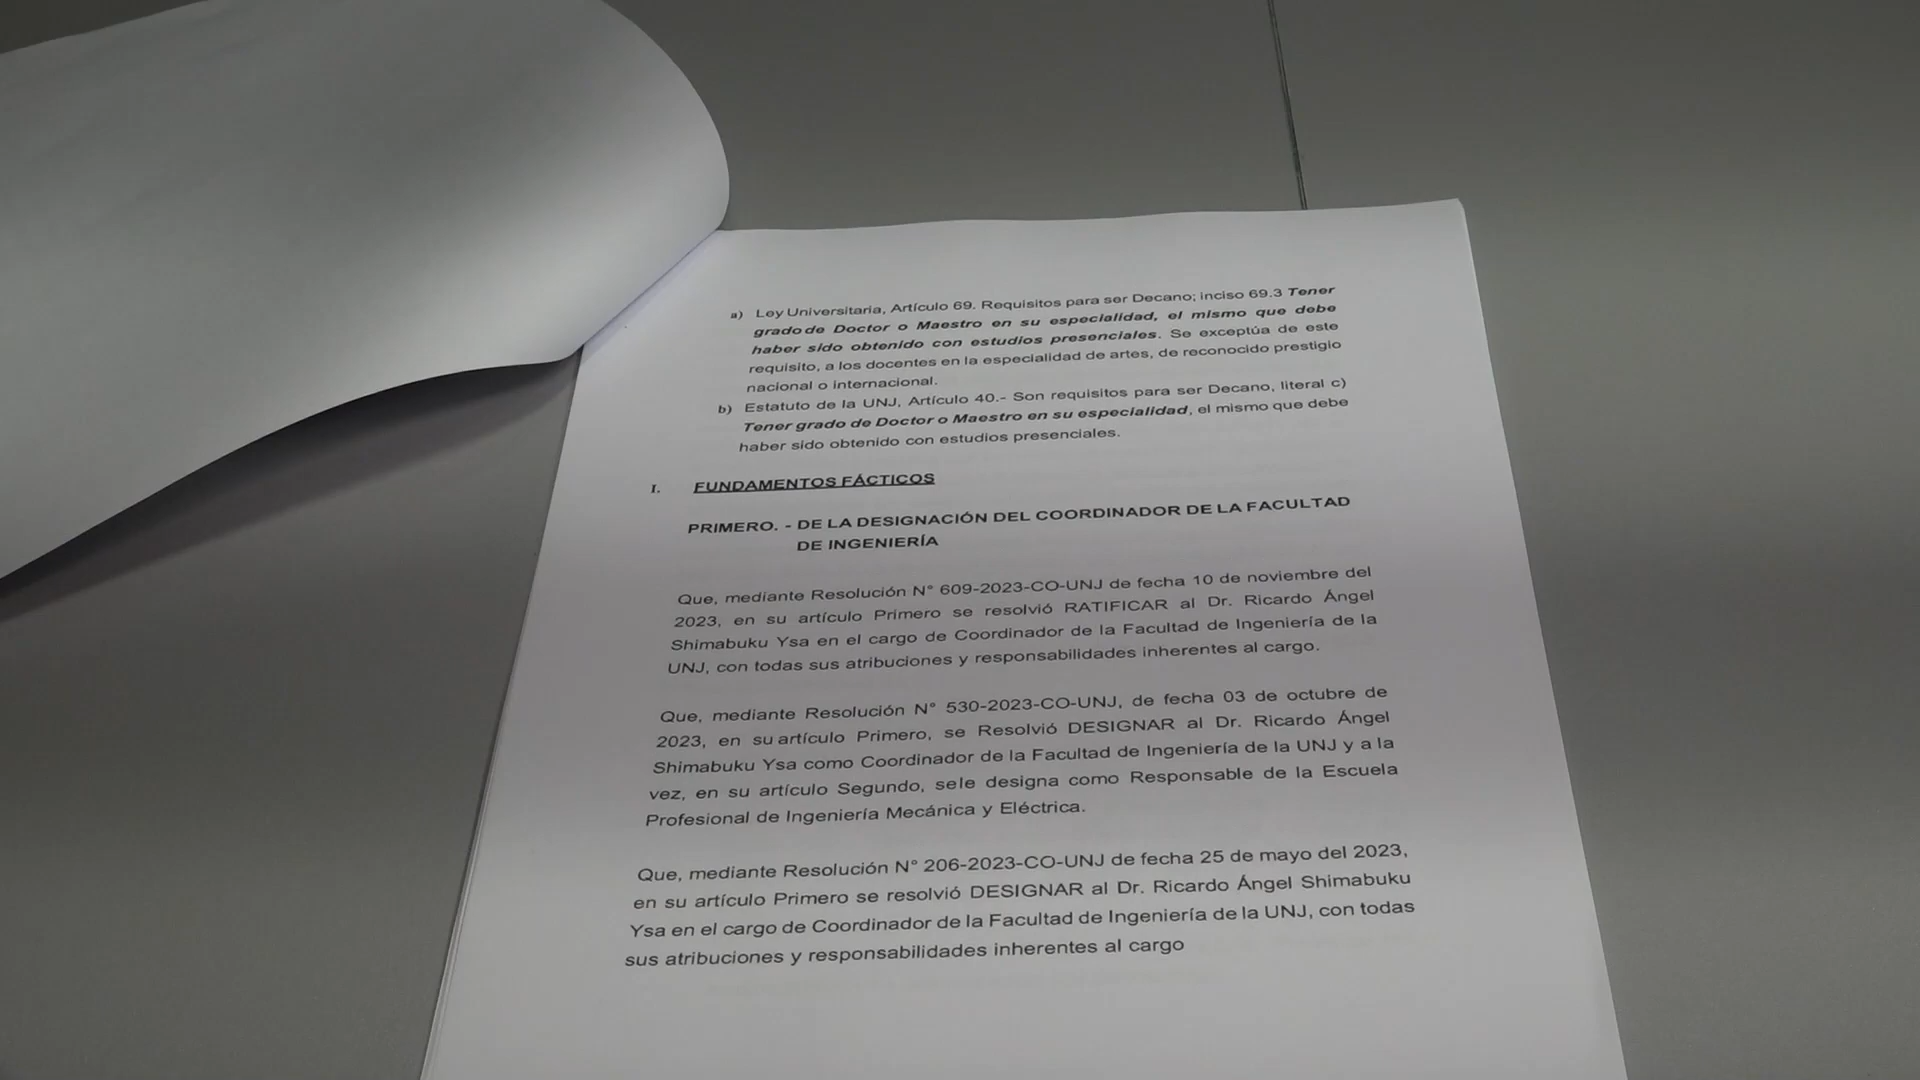 a) Ley Universitaria, Artículo 69. Requisitos para ser Decano; inciso 69.3 Tener
grado de Doctor o Maestro en su especialidad, el mismo que debe
haber sido obtenido con estudios presenciales. Se exceptúa de este
requisito, a los docentes en la especialidad de artes, de reconocido prestigio
nacional o internacional.
b) Estatuto de la UNJ, Artículo 40.- Son requisitos para ser Decano, literal c)
Tener grado de Doctor o Maestro en su especialidad, el mismo que debe
haber sido obtenido con estudios presenciales.
I. FUNDAMENTOS FÁCTICOS
PRIMERO. - DE LA DESIGNACIÓN DEL COORDINADOR DE LA FACULTAD
DE INGENIERÍA
Que, mediante Resolución N° 609-2023-CO-UNJ de fecha 10 de noviembre del
2023, en su artículo Primero se resolvió RATIFICAR al Dr. Ricardo Ángel
Shimabuku Ysa en el cargo de Coordinador de la Facultad de Ingeniería de la
UNJ, con todas sus atribuciones y responsabilidades inherentes al cargo.
Que, mediante Resolución N° 530-2023-CO-UNJ, de fecha 03 de octubre de
2023, en su artículo Primero, se Resolvió DESIGNAR al Dr. Ricardo Ángel
Shimabuku Ysa como Coordinador de la Facultad de Ingeniería de la UNJ y a la
vez, en su artículo Segundo, se le designa como Responsable de la Escuela
Profesional de Ingeniería Mecánica y Eléctrica.
Que, mediante Resolución N° 206-2023-CO-UNJ de fecha 25 de mayo del 2023,
en su artículo Primero se resolvió DESIGNAR al Dr. Ricardo Ángel Shimabuku
Ysa en el cargo de Coordinador de la Facultad de Ingeniería de la UNJ, con todas
sus atribuciones y responsabilidades inherentes al cargo